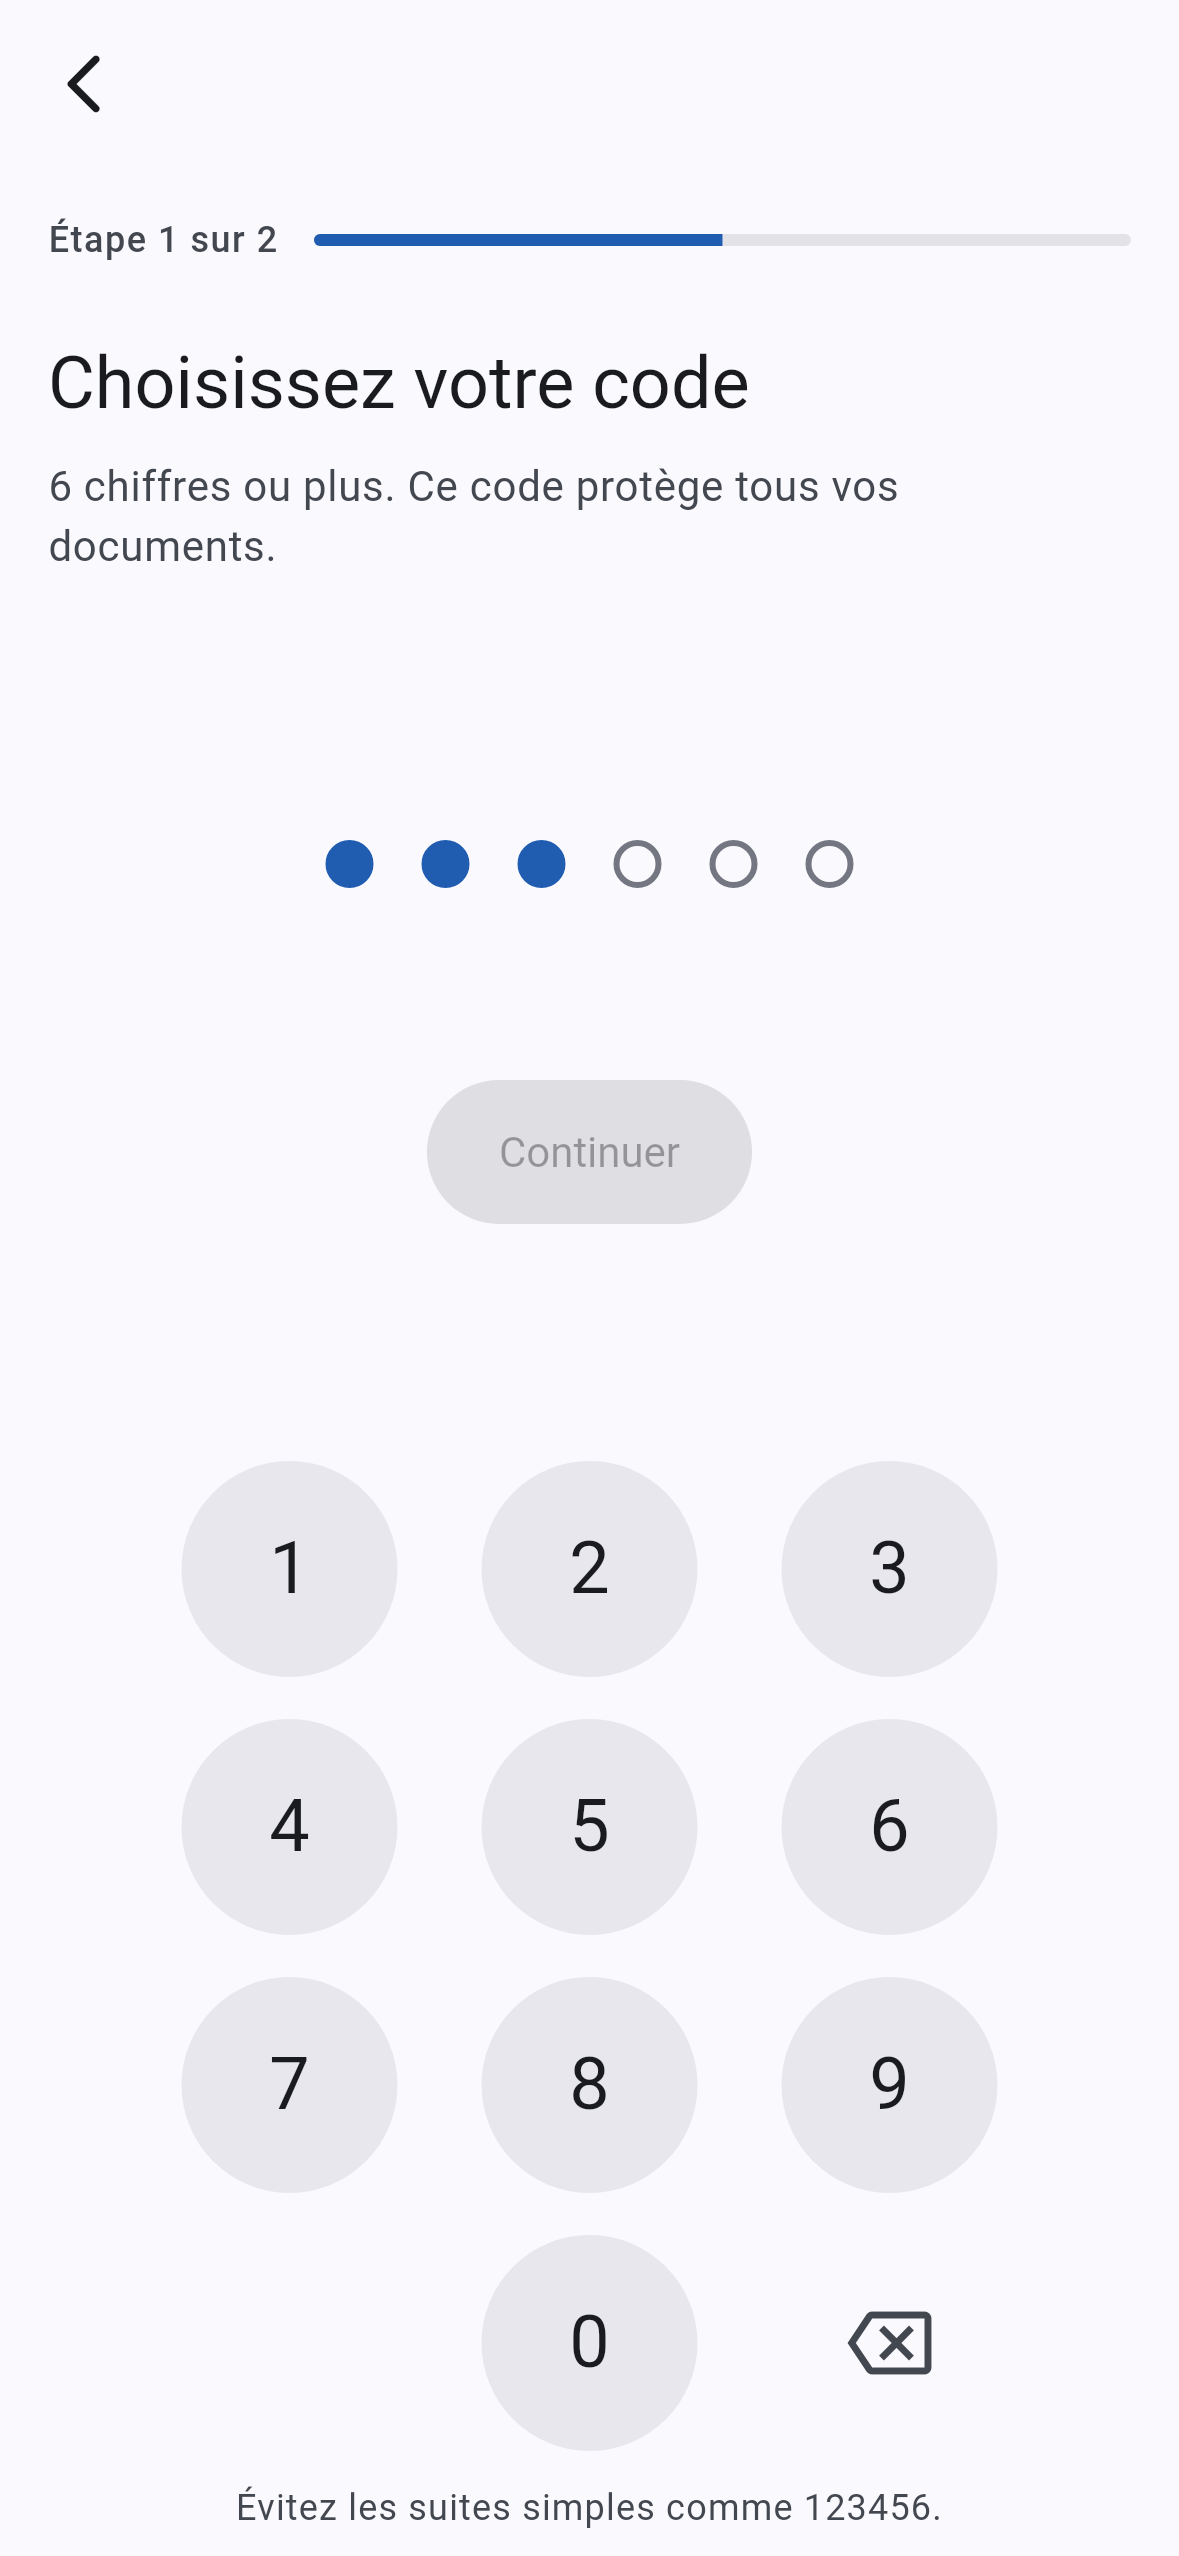 Étape 1 sur 2
Choisissez votre code
6 chiffres ou plus. Ce code protège tous vos
documents.
Continuer
1 2 3
4 5 6
7 8 9
0
Évitez les suites simples comme 123456.